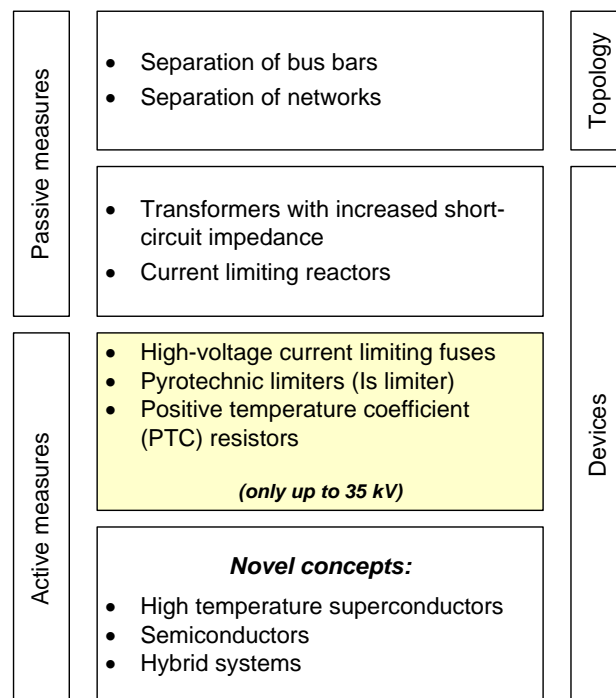 Passive measures
• Separation of bus bars
• Separation of networks
Topology
• Transformers with increased short-
circuit impedance
• Current limiting reactors
Active measures
• High-voltage current limiting fuses
• Pyrotechnic limiters (Is limiter)
• Positive temperature coefficient
(PTC) resistors
(only up to 35 kV)
Devices
Novel concepts:
• High temperature superconductors
• Semiconductors
• Hybrid systems